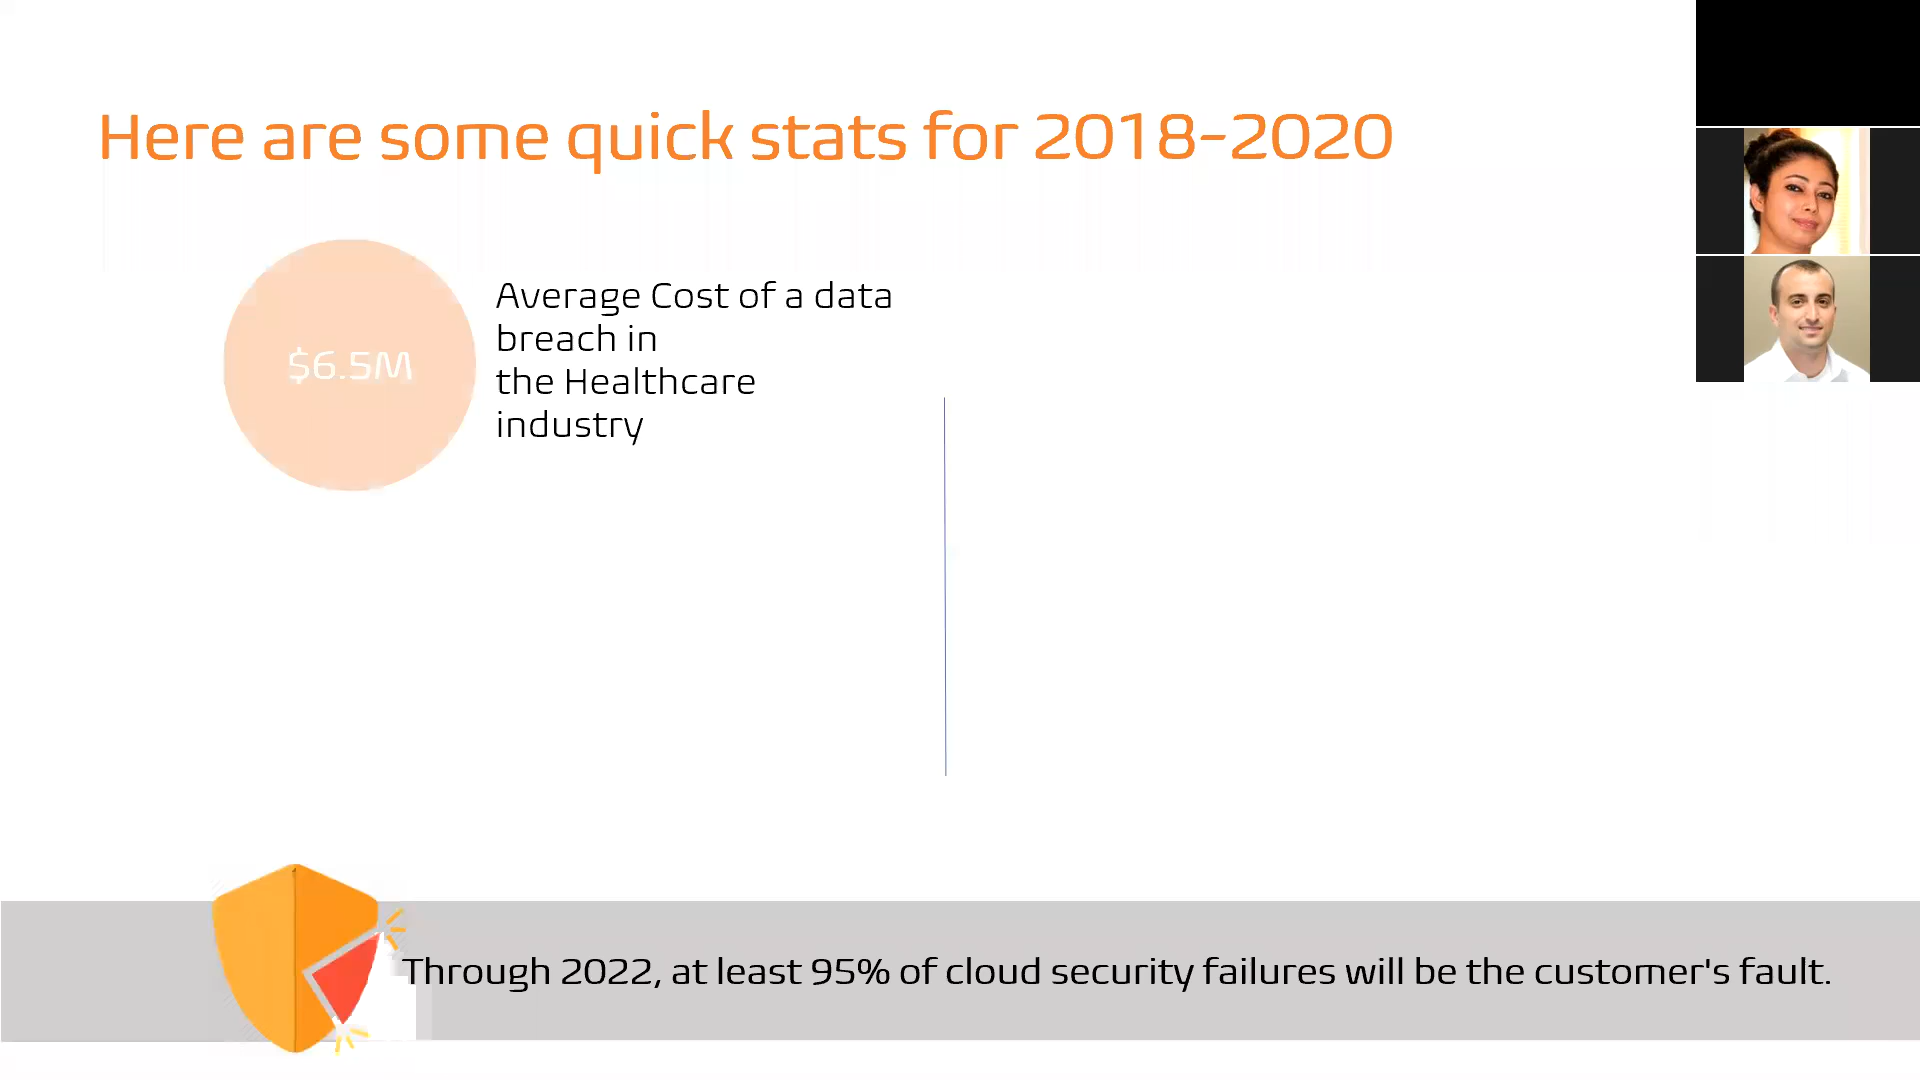 Here are some quick stats for 2018-2020
$6.5M
Average Cost of a data
breach in
the Healthcare
industry
Through 2022, at least 95% of cloud security failures will be the customer's fault.